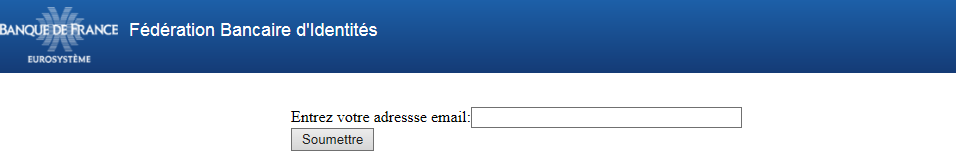 BANQUE DE FRANCE
EUROSYSTÈME
Fédération Bancaire d'Identités
Entrez votre adressse email:
Soumettre